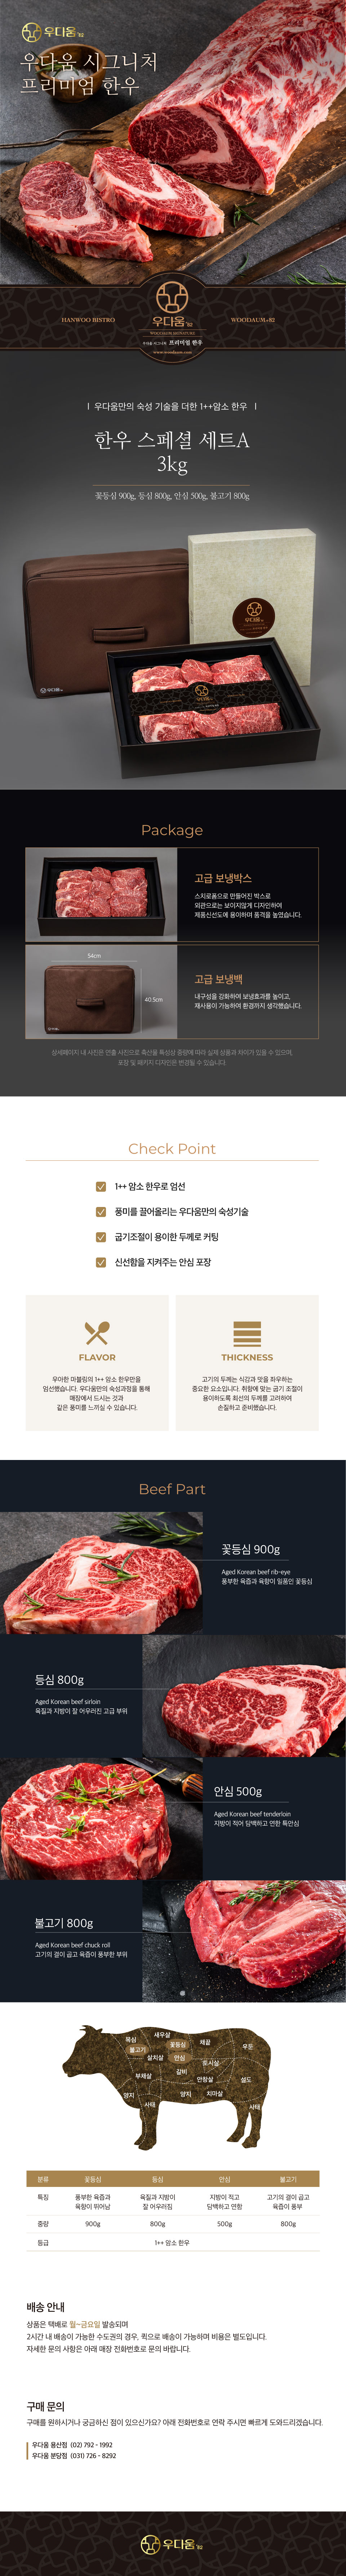 우다움'82
우다움 시그니처
프리미엄 한우
HANWOO BISTRO
우다움'82
WOODAUM SIGNATURE
우다움 시그니처 프리미엄 한우
WOODAUM-82
| 우다움만의 숙성 기술을 더한 1++암소 한우 |
한우 스페셜 세트A
3kg
꽃등심 900g, 등심 800g, 안심 500g, 불고기 800g
우다움
우다움'82
Package
고급 보냉박스
스치로폼으로 만들어진 박스로
외관으로는 보이지않게 디자인하여
제품신선도에 용이하며 품격을 높였습니다.
54cm
40.5cm
고급 보냉백
내구성을 강화하여 보냉효과를 높이고,
재사용이 가능하여 환경까지 생각했습니다.
상세페이지 내 사진은 연출 사진으로 축산물 특성상 중량에 따라 실제 상품과 차이가 있을 수 있으며,
포장 및 패키지 디자인은 변경될 수 있습니다.
Check Point
1++ 암소 한우로 엄선
풍미를 끌어올리는 우다움만의 숙성기술
굽기조절이 용이한 두께로 커팅
신선함을 지켜주는 안심 포장
FLAVOR
우아한 마블링의 1++ 암소 한우만을
엄선했습니다. 우다움만의 숙성과정을 통해
매장에서 드시는 것과
같은 풍미를 느끼실 수 있습니다.
THICKNESS
고기의 두께는 식감과 맛을 좌우하는
중요한 요소입니다. 취향에 맞는 굽기 조절이
용이하도록 최선의 두께를 고려하여
손질하고 준비했습니다.
Beef Part
꽃등심 900g
Aged Korean beef rib-eye
풍부한 육즙과 육향이 일품인 꽃등심
등심 800g
Aged Korean beef sirloin
육질과 지방이 잘 어우러진 고급 부위
안심 500g
Aged Korean beef tenderloin
지방이 적어 담백하고 연한 특안심
불고기 800g
Aged Korean beef chuck roll
고기의 결이 곱고 육즙이 풍부한 부위
목심 새우살 꽃등심 채끝 우둔
불고기 살치살 안심 토시살
부채살 갈비 안창살 설도
양지 사태 양지 치마살 사태
분류 꽃등심 등심 안심 불고기
특징 풍부한 육즙과 육질과 지방이 지방이 적고 고기의 결이 곱고
육향이 뛰어남 잘 어우러짐 담백하고 연함 육즙이 풍부
중량 900g 800g 500g 800g
등급 1++ 암소 한우
배송 안내
상품은 택배로 월~금요일 발송되며
2시간 내 배송이 가능한 수도권의 경우, 퀵으로 배송이 가능하며 비용은 별도입니다.
자세한 문의 사항은 아래 매장 전화번호로 문의 바랍니다.
구매 문의
구매를 원하시거나 궁금하신 점이 있으신가요? 아래 전화번호로 연락 주시면 빠르게 도와드리겠습니다.
우다움 용산점 (02) 792 - 1992
우다움 분당점 (031) 726 - 8292
우다움'82